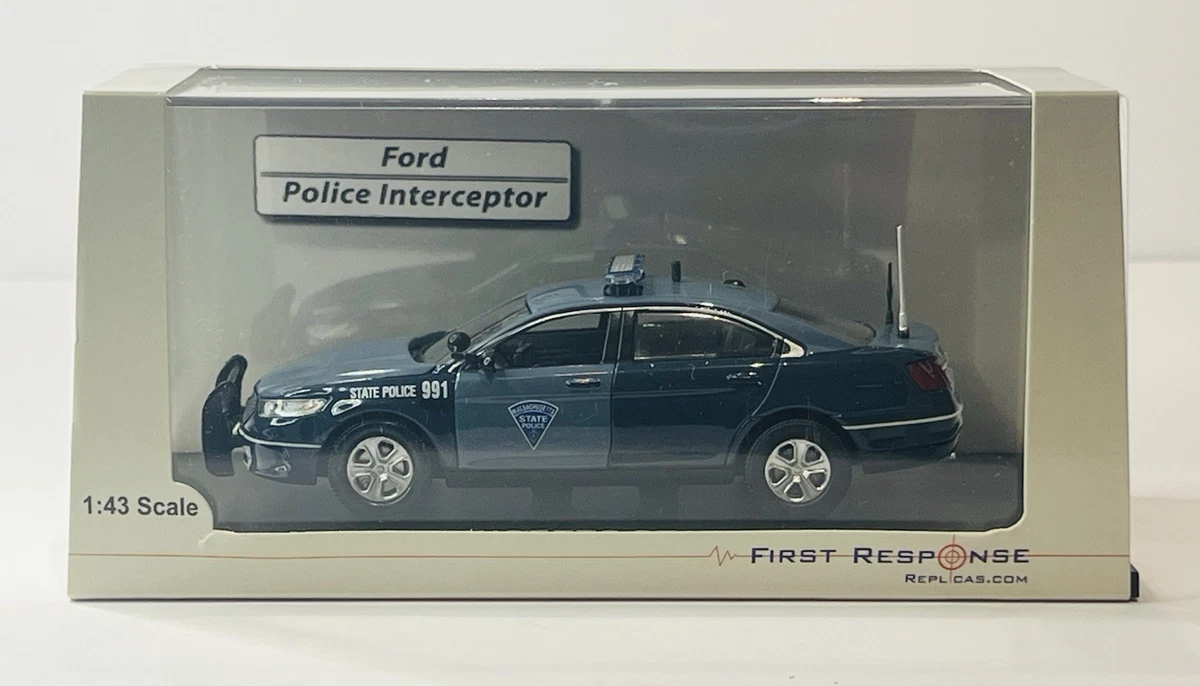 Ford
Police Interceptor
STATE POLICE 991
MASSACHUSETTS
STATE
POLICE
1:43 Scale
FIRST RESPONSE
REPLICAS.COM